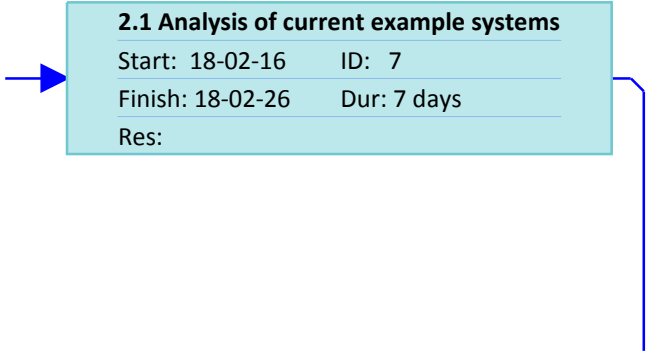 2.1 Analysis of current example systems
Start: 18-02-16 ID: 7
Finish: 18-02-26 Dur: 7 days
Res: